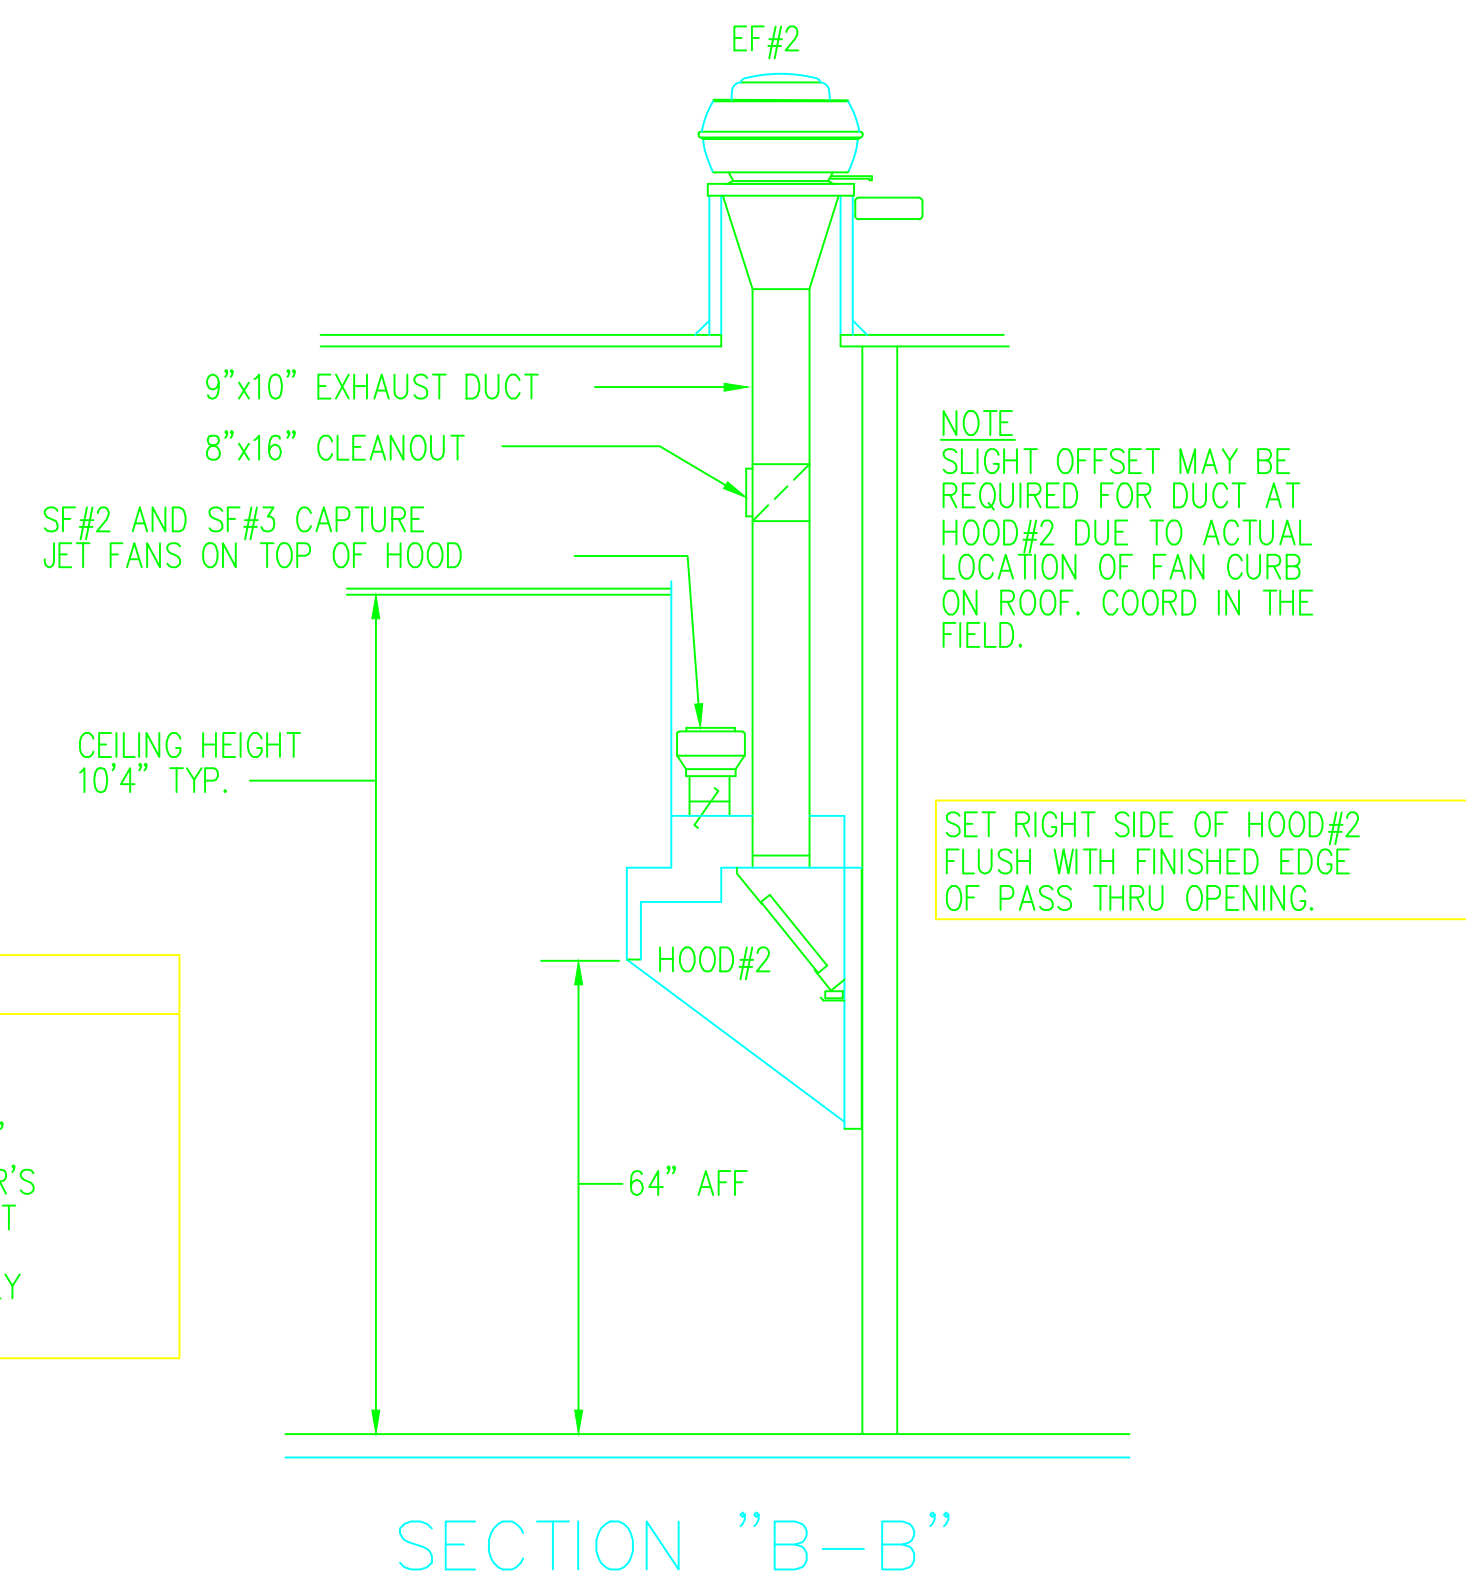 EF#2
9”x10” EXHAUST DUCT
8”x16” CLEANOUT
SF#2 AND SF#3 CAPTURE
JET FANS ON TOP OF HOOD
NOTE
SLIGHT OFFSET MAY BE
REQUIRED FOR DUCT AT
HOOD#2 DUE TO ACTUAL
LOCATION OF FAN CURB
ON ROOF. COORD IN THE
FIELD.
CEILING HEIGHT
10’4” TYP.
SET RIGHT SIDE OF HOOD#2
FLUSH WITH FINISHED EDGE
OF PASS THRU OPENING.
HOOD#2
64” AFF
R’S
T
Y
SECTION ”B–B”